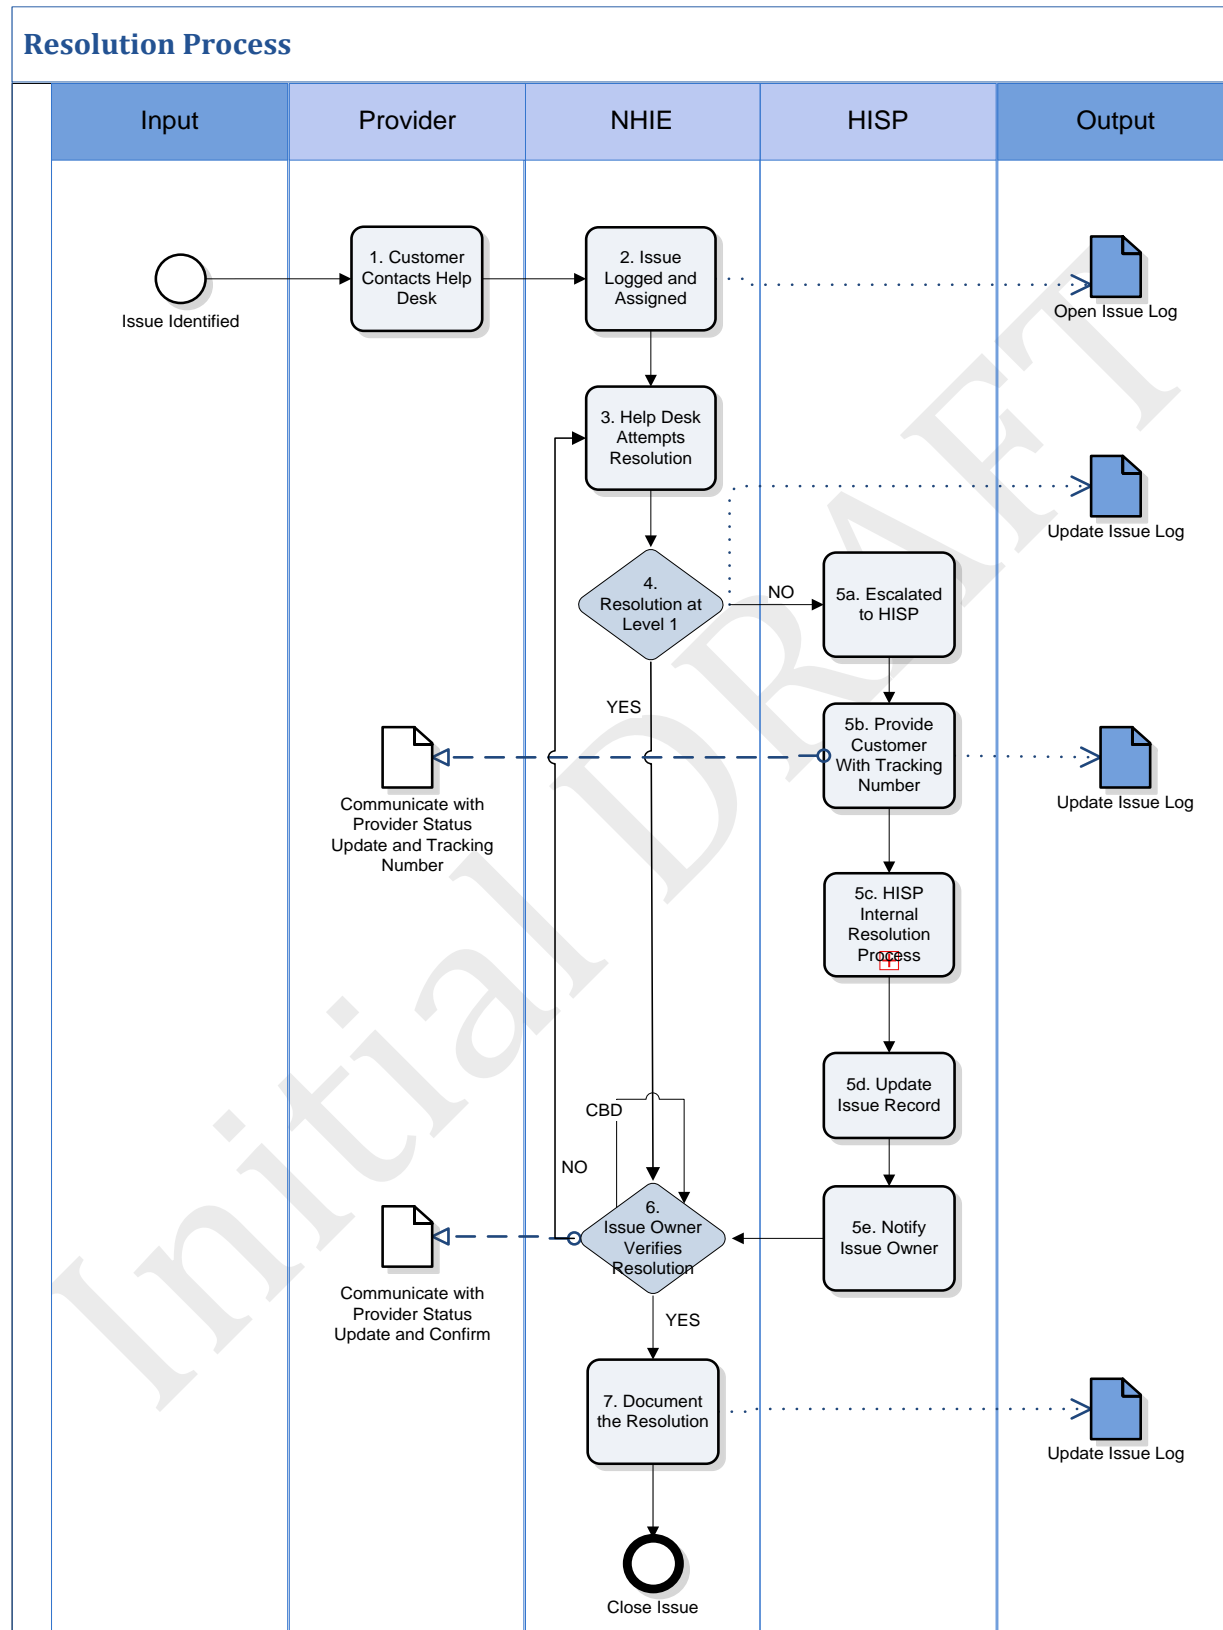 Resolution Process
Input
Provider
NHIE
HISP
Output
Issue Identified
1. Customer
Contacts Help
Desk
2. Issue
Logged and
Assigned
Open Issue Log
3. Help Desk
Attempts
Resolution
Update Issue Log
4.
Resolution at
Level 1
NO
5a. Escalated
to HISP
YES
5b. Provide
Customer
With Tracking
Number
Update Issue Log
Communicate with
Provider Status
Update and Tracking
Number
5c. HISP
Internal
Resolution
Process
5d. Update
Issue Record
CBD
NO
6.
Issue Owner
Verifies
Resolution
5e. Notify
Issue Owner
Communicate with
Provider Status
Update and Confirm
YES
7. Document
the Resolution
Update Issue Log
Close Issue
Initial DRAFT